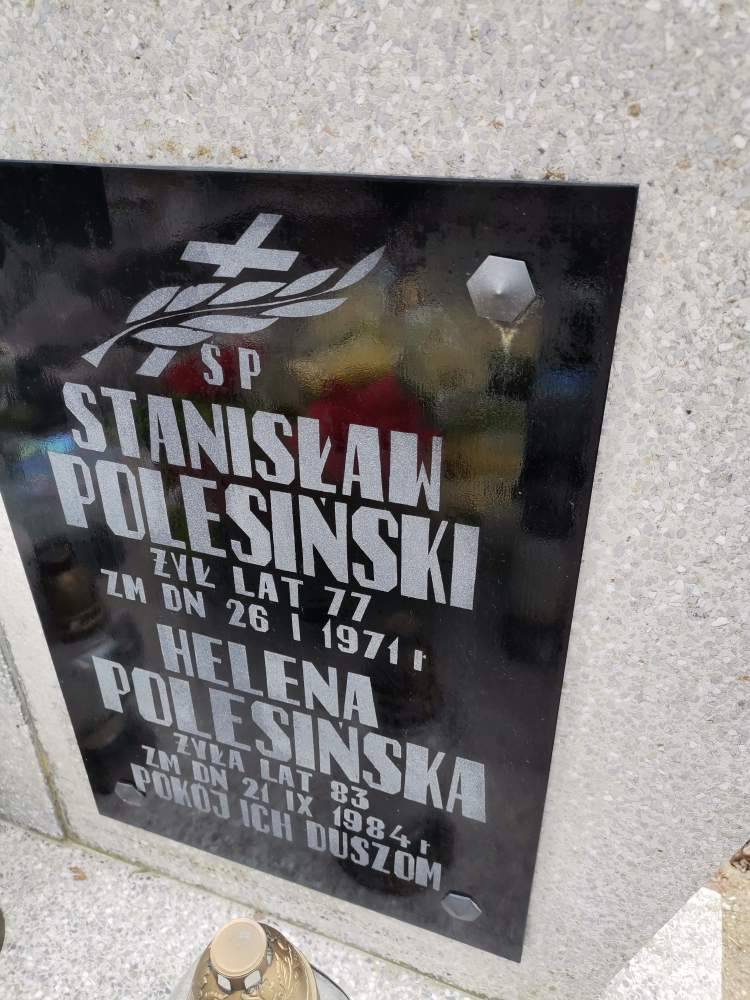 Ś P
STANISŁAW
POLESIŃSKI
ŻYŁ LAT 77
ZM DN 26 I 1971 r
HELENA
POLESIŃSKA
ŻYŁA LAT 83
ZM DN 21 IX 1984 r
POKÓJ ICH DUSZOM